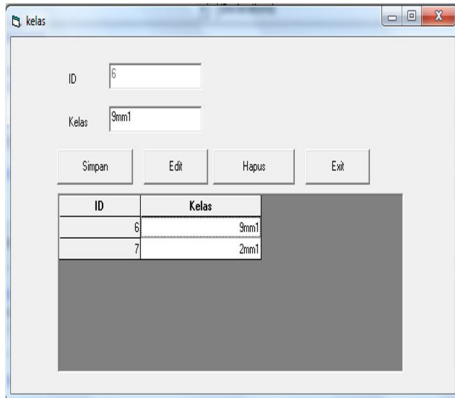 kelas
ID 6
Kelas 9mm1
Simpan Edit Hapus Exit
ID Kelas
6 9mm1
7 2mm1